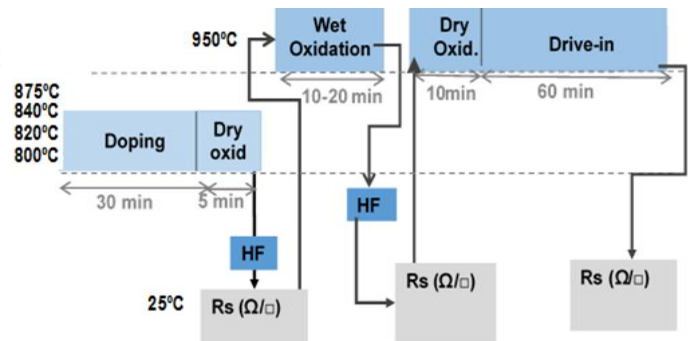 950ºC
Wet
Oxidation
Dry
Oxid.
Drive-in
10-20 min
10min
60 min
875ºC
840ºC
820ºC
800ºC
Doping
Dry
oxid
30 min
5 min
HF
HF
25ºC
Rs (Ω/□)
Rs (Ω/□)
Rs (Ω/□)